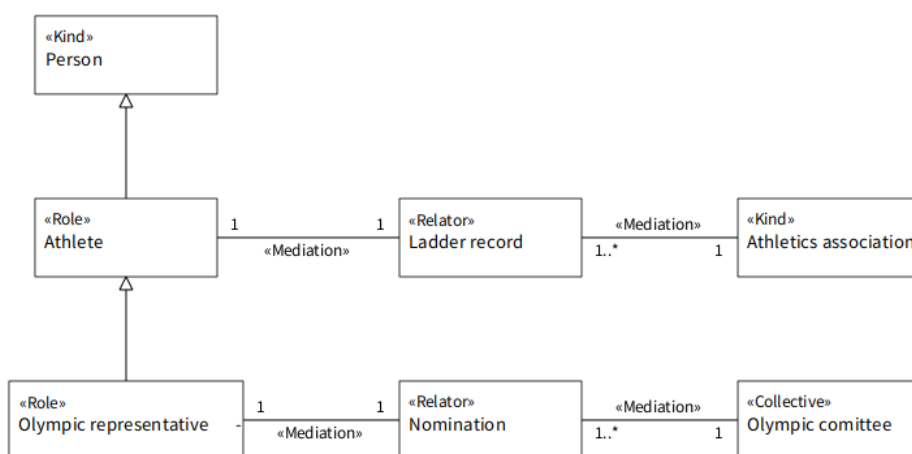 «Kind»
Person
«Role»
Athlete
1
1
«Mediation»
«Relator»
Ladder record
«Mediation»
1..*
1
«Kind»
Athletics association
«Role»
Olympic representative
-
1
1
«Mediation»
«Relator»
Nomination
«Mediation»
1..*
1
«Collective»
Olympic comittee